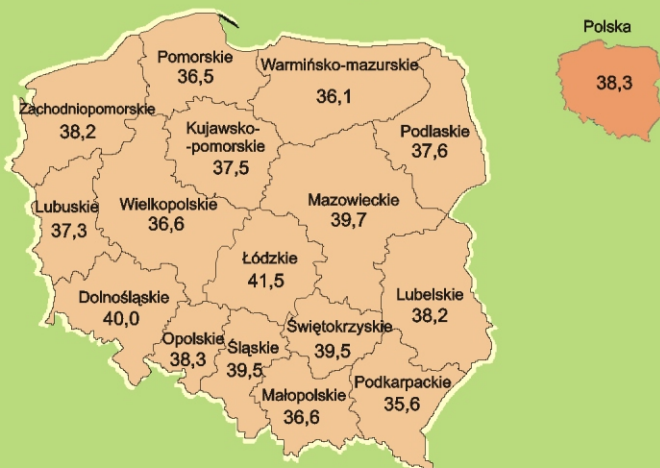 Polska
38,3
Pomorskie
36,5
Warmińsko-mazurskie
36,1
Zachodniopomorskie
38,2
Kujawsko-
-pomorskie
37,5
Podlaskie
37,6
Lubuskie
37,3
Wielkopolskie
36,6
Mazowieckie
39,7
Łódzkie
41,5
Dolnośląskie
40,0
Lubelskie
38,2
Opolskie
38,3
Śląskie
39,5
Świętokrzyskie
39,5
Małopolskie
36,6
Podkarpackie
35,6